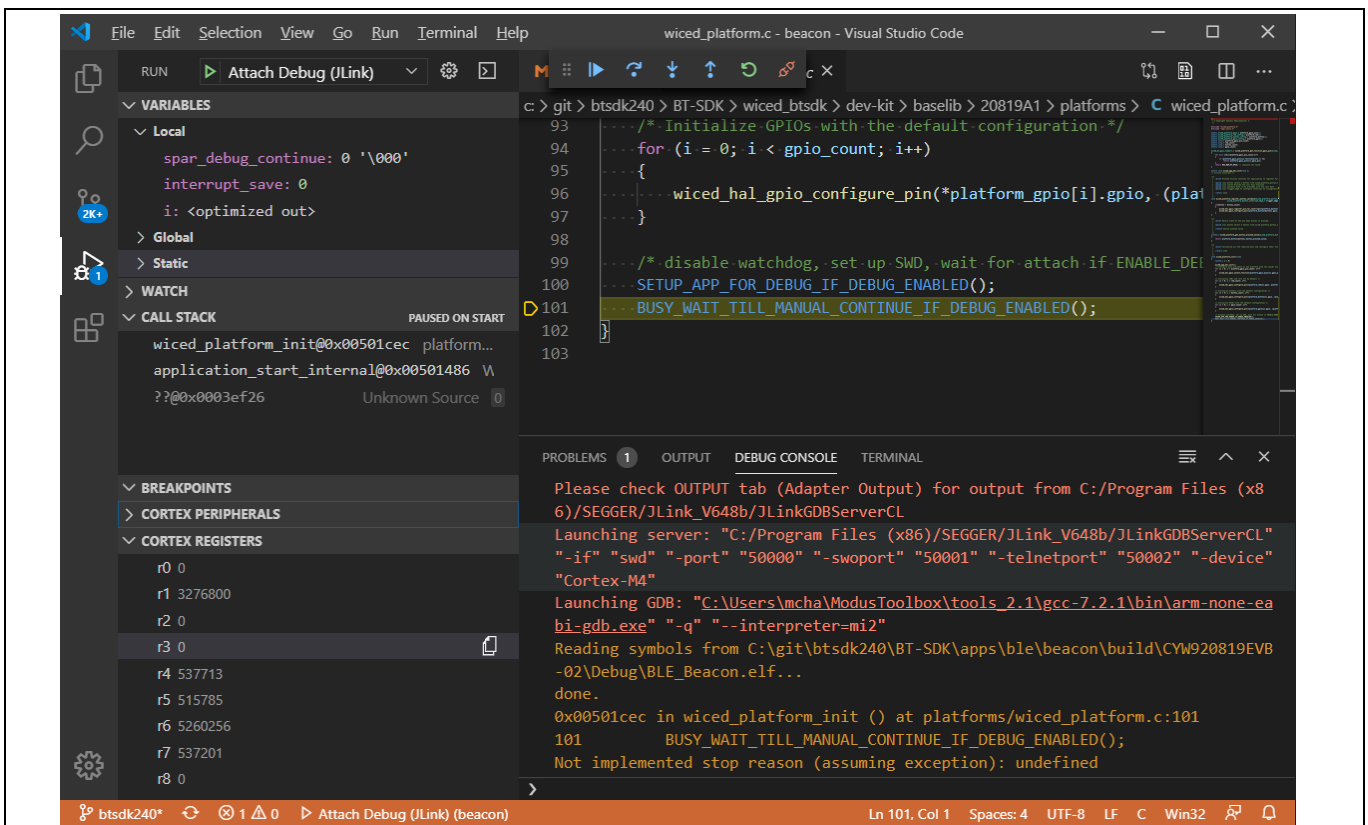 File Edit Selection View Go Run Terminal Help wiced_platform.c - beacon - Visual Studio Code
RUN Attach Debug (JLink)
VARIABLES
Local
spar_debug_continue: 0 '\000'
interrupt_save: 0
i: <optimized out>
Global
Static
WATCH
CALL STACK PAUSED ON START
wiced_platform_init@0x00501cec platform...
application_start_internal@0x00501486 W
??@0x0003ef26 Unknown Source 0
BREAKPOINTS
CORTEX PERIPHERALS
CORTEX REGISTERS
r0 0
r1 3276800
r2 0
r3 0
r4 537713
r5 515785
r6 5260256
r7 537201
r8 0
2K+
1
M c
c: > git > btsdk240 > BT-SDK > wiced_btsdk > dev-kit > baselib > 20819A1 > platforms > C wiced_platform.c >
93 /* Initialize GPIOs with the default configuration */
94 for (i = 0; i < gpio_count; i++)
95 {
96 wiced_hal_gpio_configure_pin(*platform_gpio[i].gpio, (plat
97 }
98
99 /* disable watchdog, set up SWD, wait for attach if ENABLE_DE
100 SETUP_APP_FOR_DEBUG_IF_DEBUG_ENABLED();
101 BUSY_WAIT_TILL_MANUAL_CONTINUE_IF_DEBUG_ENABLED();
102 }
103
PROBLEMS 1 OUTPUT DEBUG CONSOLE TERMINAL
Please check OUTPUT tab (Adapter Output) for output from C:/Program Files (x8
6)/SEGGER/JLink_V648b/JLinkGDBServerCL
Launching server: "C:/Program Files (x86)/SEGGER/JLink_V648b/JLinkGDBServerCL"
"-if" "swd" "-port" "50000" "-swoport" "50001" "-telnetport" "50002" "-device"
"Cortex-M4"
Launching GDB: "C:\Users\mcha\ModusToolbox\tools_2.1\gcc-7.2.1\bin\arm-none-ea
bi-gdb.exe" "-q" "--interpreter=mi2"
Reading symbols from C:\git\btsdk240\BT-SDK\apps\ble\beacon\build\CYW920819EVB
-02\Debug\BLE_Beacon.elf...
done.
0x00501cec in wiced_platform_init () at platforms/wiced_platform.c:101
101 BUSY_WAIT_TILL_MANUAL_CONTINUE_IF_DEBUG_ENABLED();
Not implemented stop reason (assuming exception): undefined
>
btsdk240* 1 0 Attach Debug (JLink) (beacon) Ln 101, Col 1 Spaces: 4 UTF-8 LF C Win32